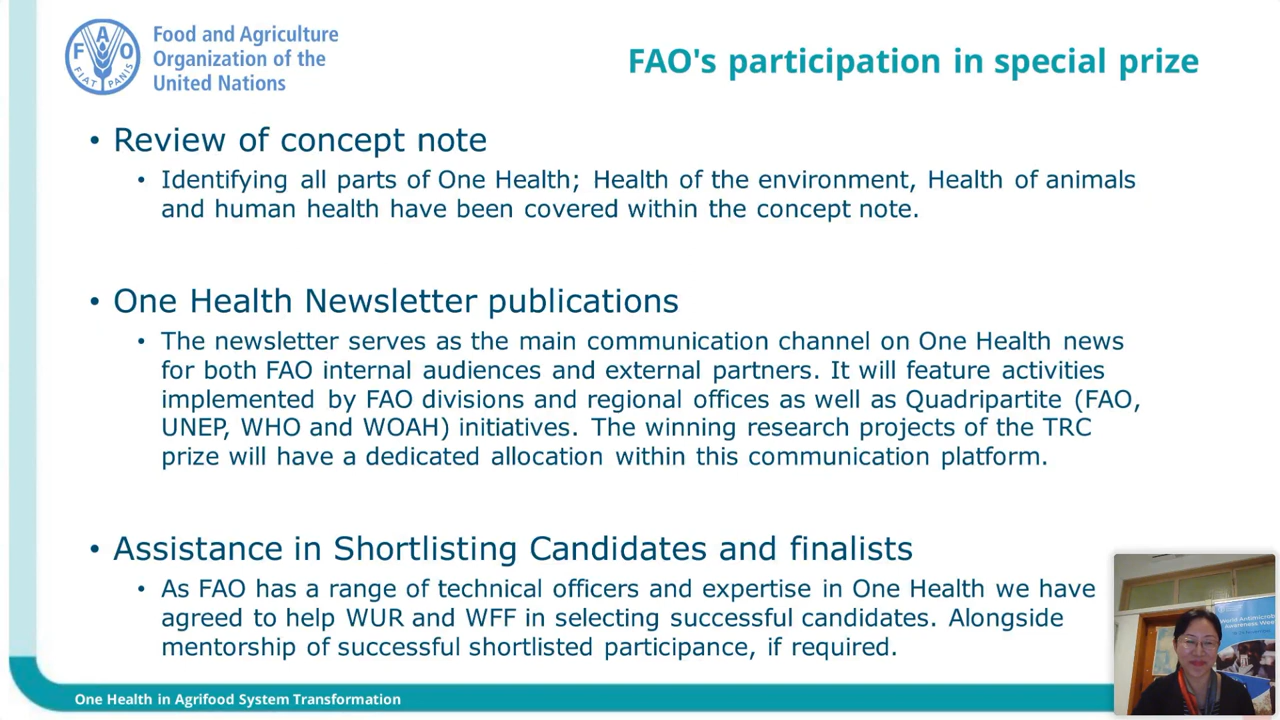 Food and Agriculture
Organization of the
United Nations
F A O
FIAT PANIS
FAO's participation in special prize
• Review of concept note
• Identifying all parts of One Health; Health of the environment, Health of animals
and human health have been covered within the concept note.
• One Health Newsletter publications
• The newsletter serves as the main communication channel on One Health news
for both FAO internal audiences and external partners. It will feature activities
implemented by FAO divisions and regional offices as well as Quadripartite (FAO,
UNEP, WHO and WOAH) initiatives. The winning research projects of the TRC
prize will have a dedicated allocation within this communication platform.
• Assistance in Shortlisting Candidates and finalists
• As FAO has a range of technical officers and expertise in One Health we have
agreed to help WUR and WFF in selecting successful candidates. Alongside
mentorship of successful shortlisted participance, if required.
World Antimicrob
Awareness Wee
One Health in Agrifood System Transformation